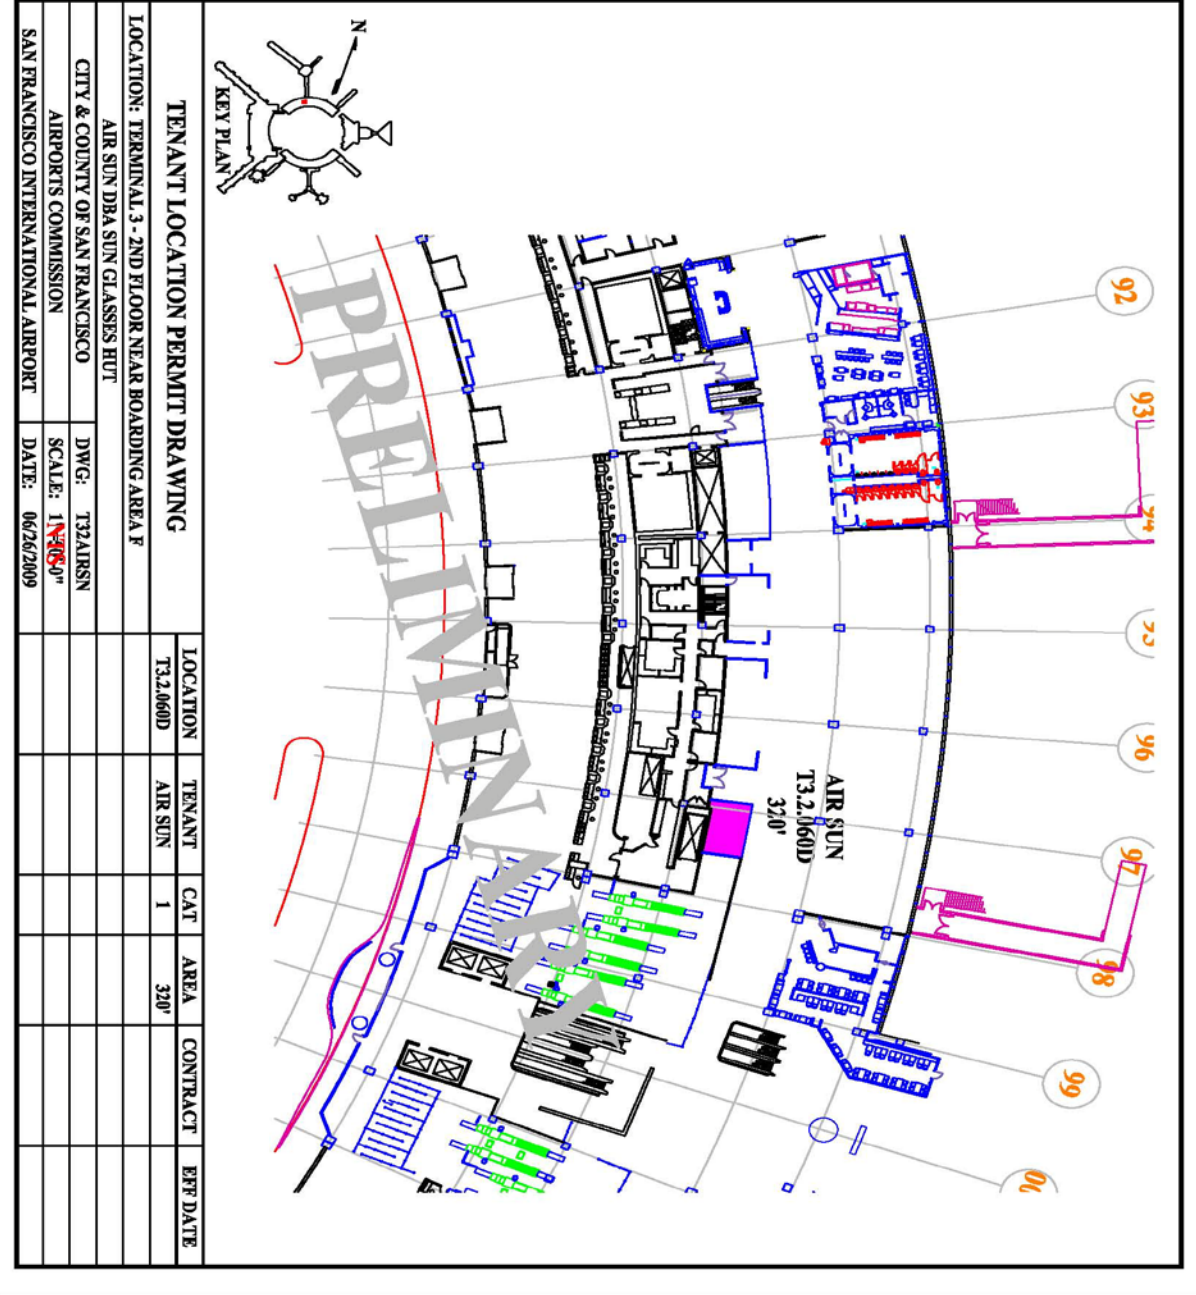 92
93
94
96
97
98
99
00
AIR SUN
T3.2.060D
320'
PRELIMINARY
N
KEY PLAN
TENANT LOCATION PERMIT DRAWING
LOCATION: TERMINAL 3 - 2ND FLOOR NEAR BOARDING AREA F
AIR SUN DBA SUN GLASSES HUT
CITY & COUNTY OF SAN FRANCISCO
AIRPORTS COMMISSION
SAN FRANCISCO INTERNATIONAL AIRPORT
DWG: T32AIRSN
SCALE:
DATE: 06/26/2009
LOCATION TENANT CAT AREA CONTRACT EFF DATE
T3.2.060D AIR SUN 1 320'